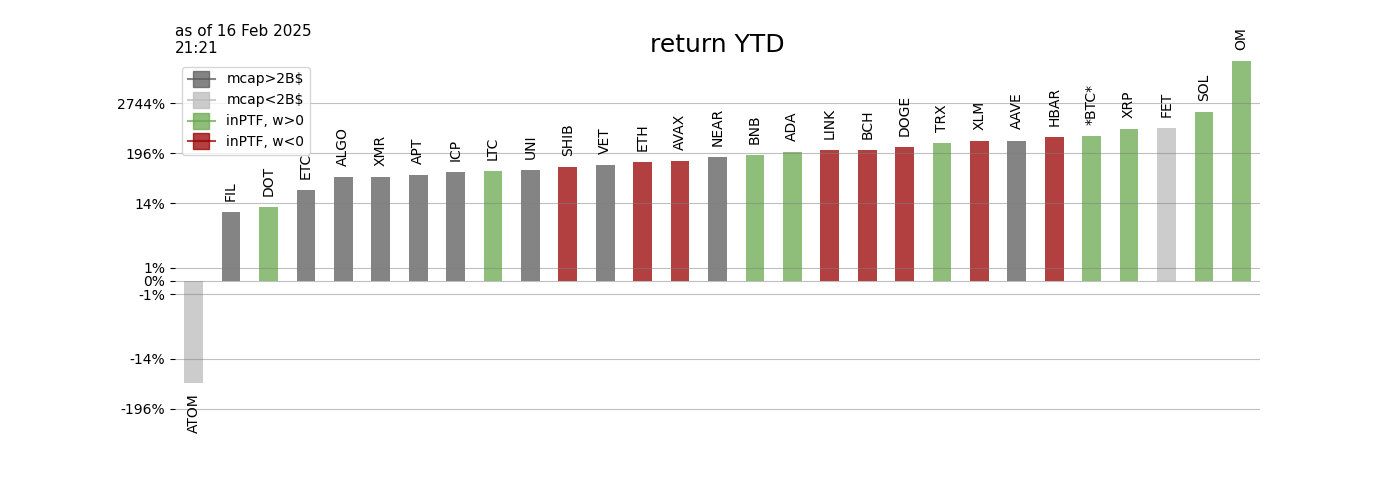 as of 16 Feb 2025
21:21
return YTD
mcap>2B$
mcap<2B$
inPTF, w>0
inPTF, w<0
2744%
196%
14%
1%
0%
-1%
-14%
-196%
ATOM
FIL
DOT
ETC
ALGO
XMR
APT
ICP
LTC
UNI
SHIB
VET
ETH
AVAX
NEAR
BNB
ADA
LINK
BCH
DOGE
TRX
XLM
AAVE
HBAR
*BTC*
XRP
FET
SOL
OM